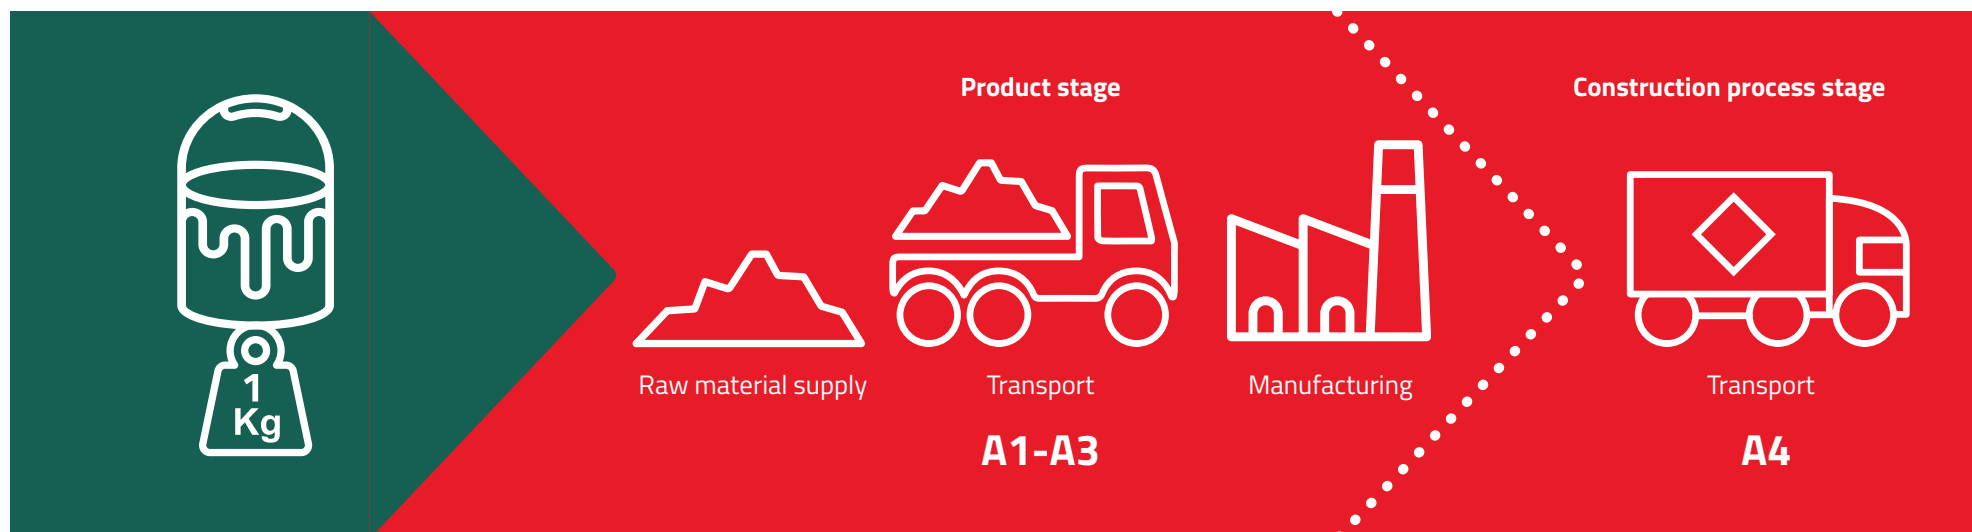 1
Kg
Product stage
Raw material supply
Transport
Manufacturing
A1-A3
Construction process stage
Transport
A4